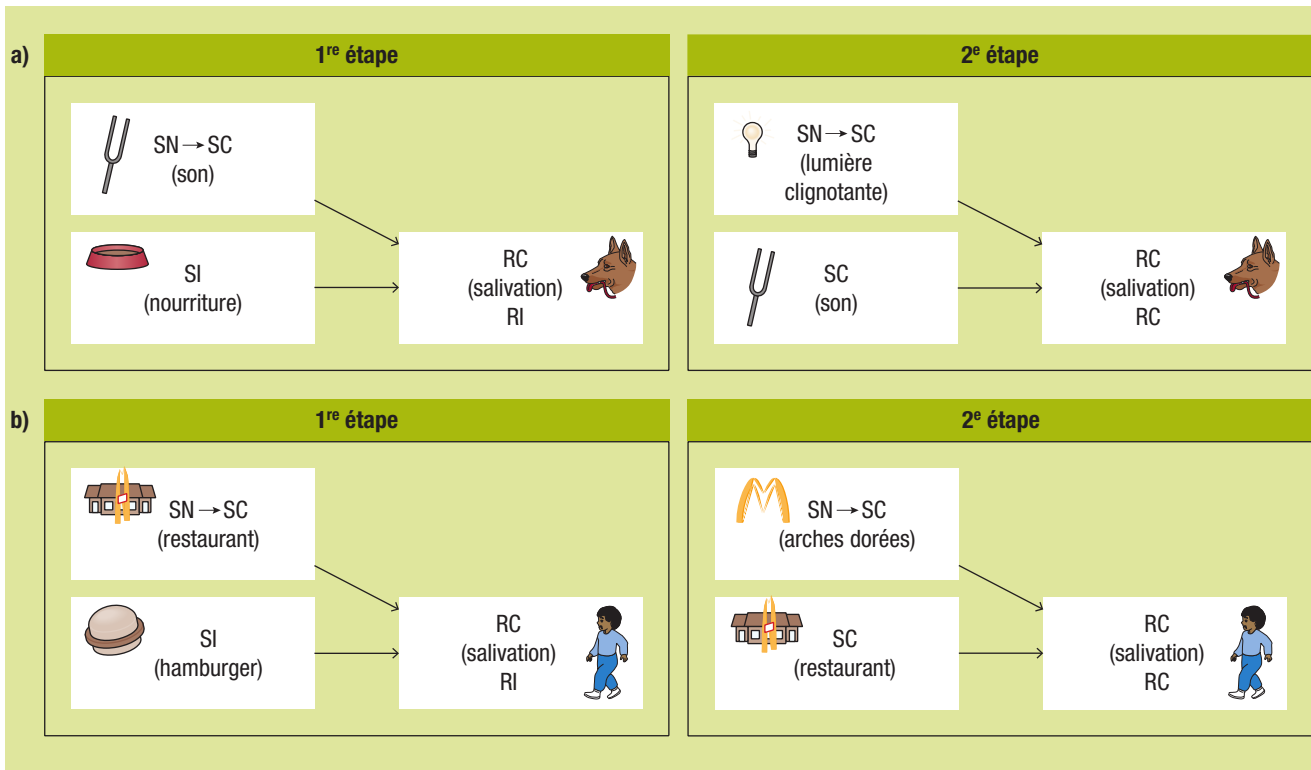 a)
1re étape
SN → SC
(son)
SI
(nourriture)
RC
(salivation)
RI
2e étape
SN → SC
(lumière
clignotante)
SC
(son)
RC
(salivation)
RC
b)
1re étape
SN → SC
(restaurant)
SI
(hamburger)
RC
(salivation)
RI
2e étape
SN → SC
(arches dorées)
SC
(restaurant)
RC
(salivation)
RC